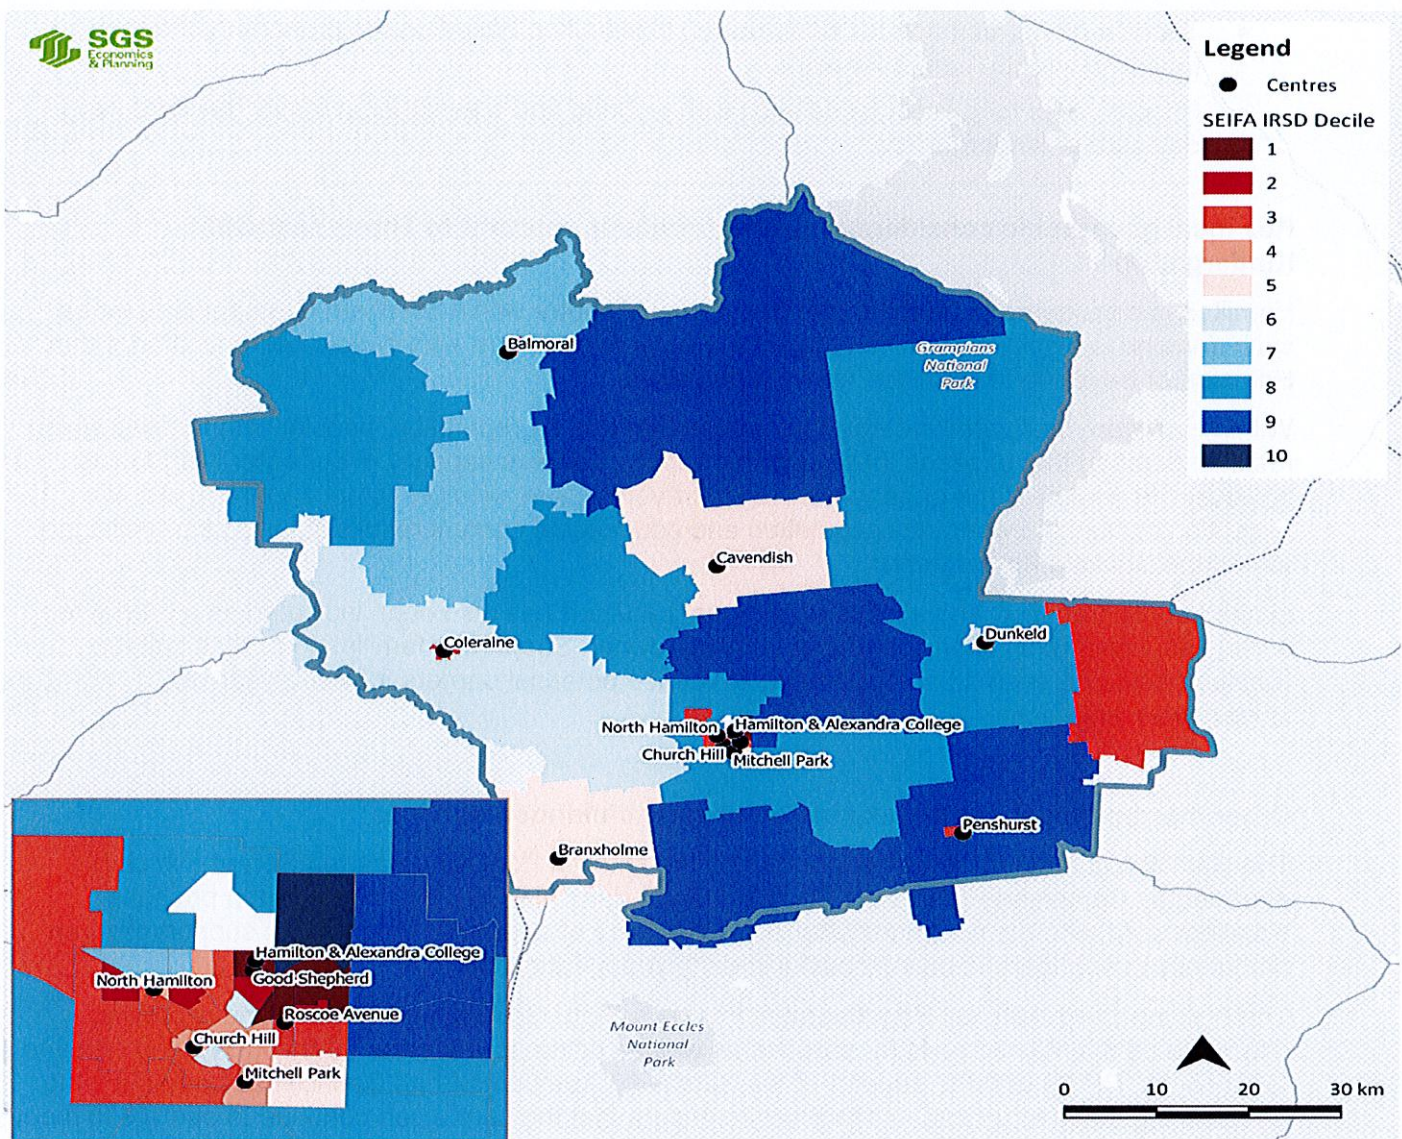 SGS
Economics
& Planning
Legend
Centres
SEIFA IRSD Decile
1
2
3
4
5
6
7
8
9
10
Balmoral
Grampians
National
Park
Cavendish
Coleraine
Dunkeld
North Hamilton
Hamilton & Alexandra College
Church Hill
Mitchell Park
Penshurst
Branxholme
Hamilton & Alexandra College
Good Shepherd
North Hamilton
Roscoe Avenue
Church Hill
Mitchell Park
Mount Eccles
National
Park
0 10 20 30 km